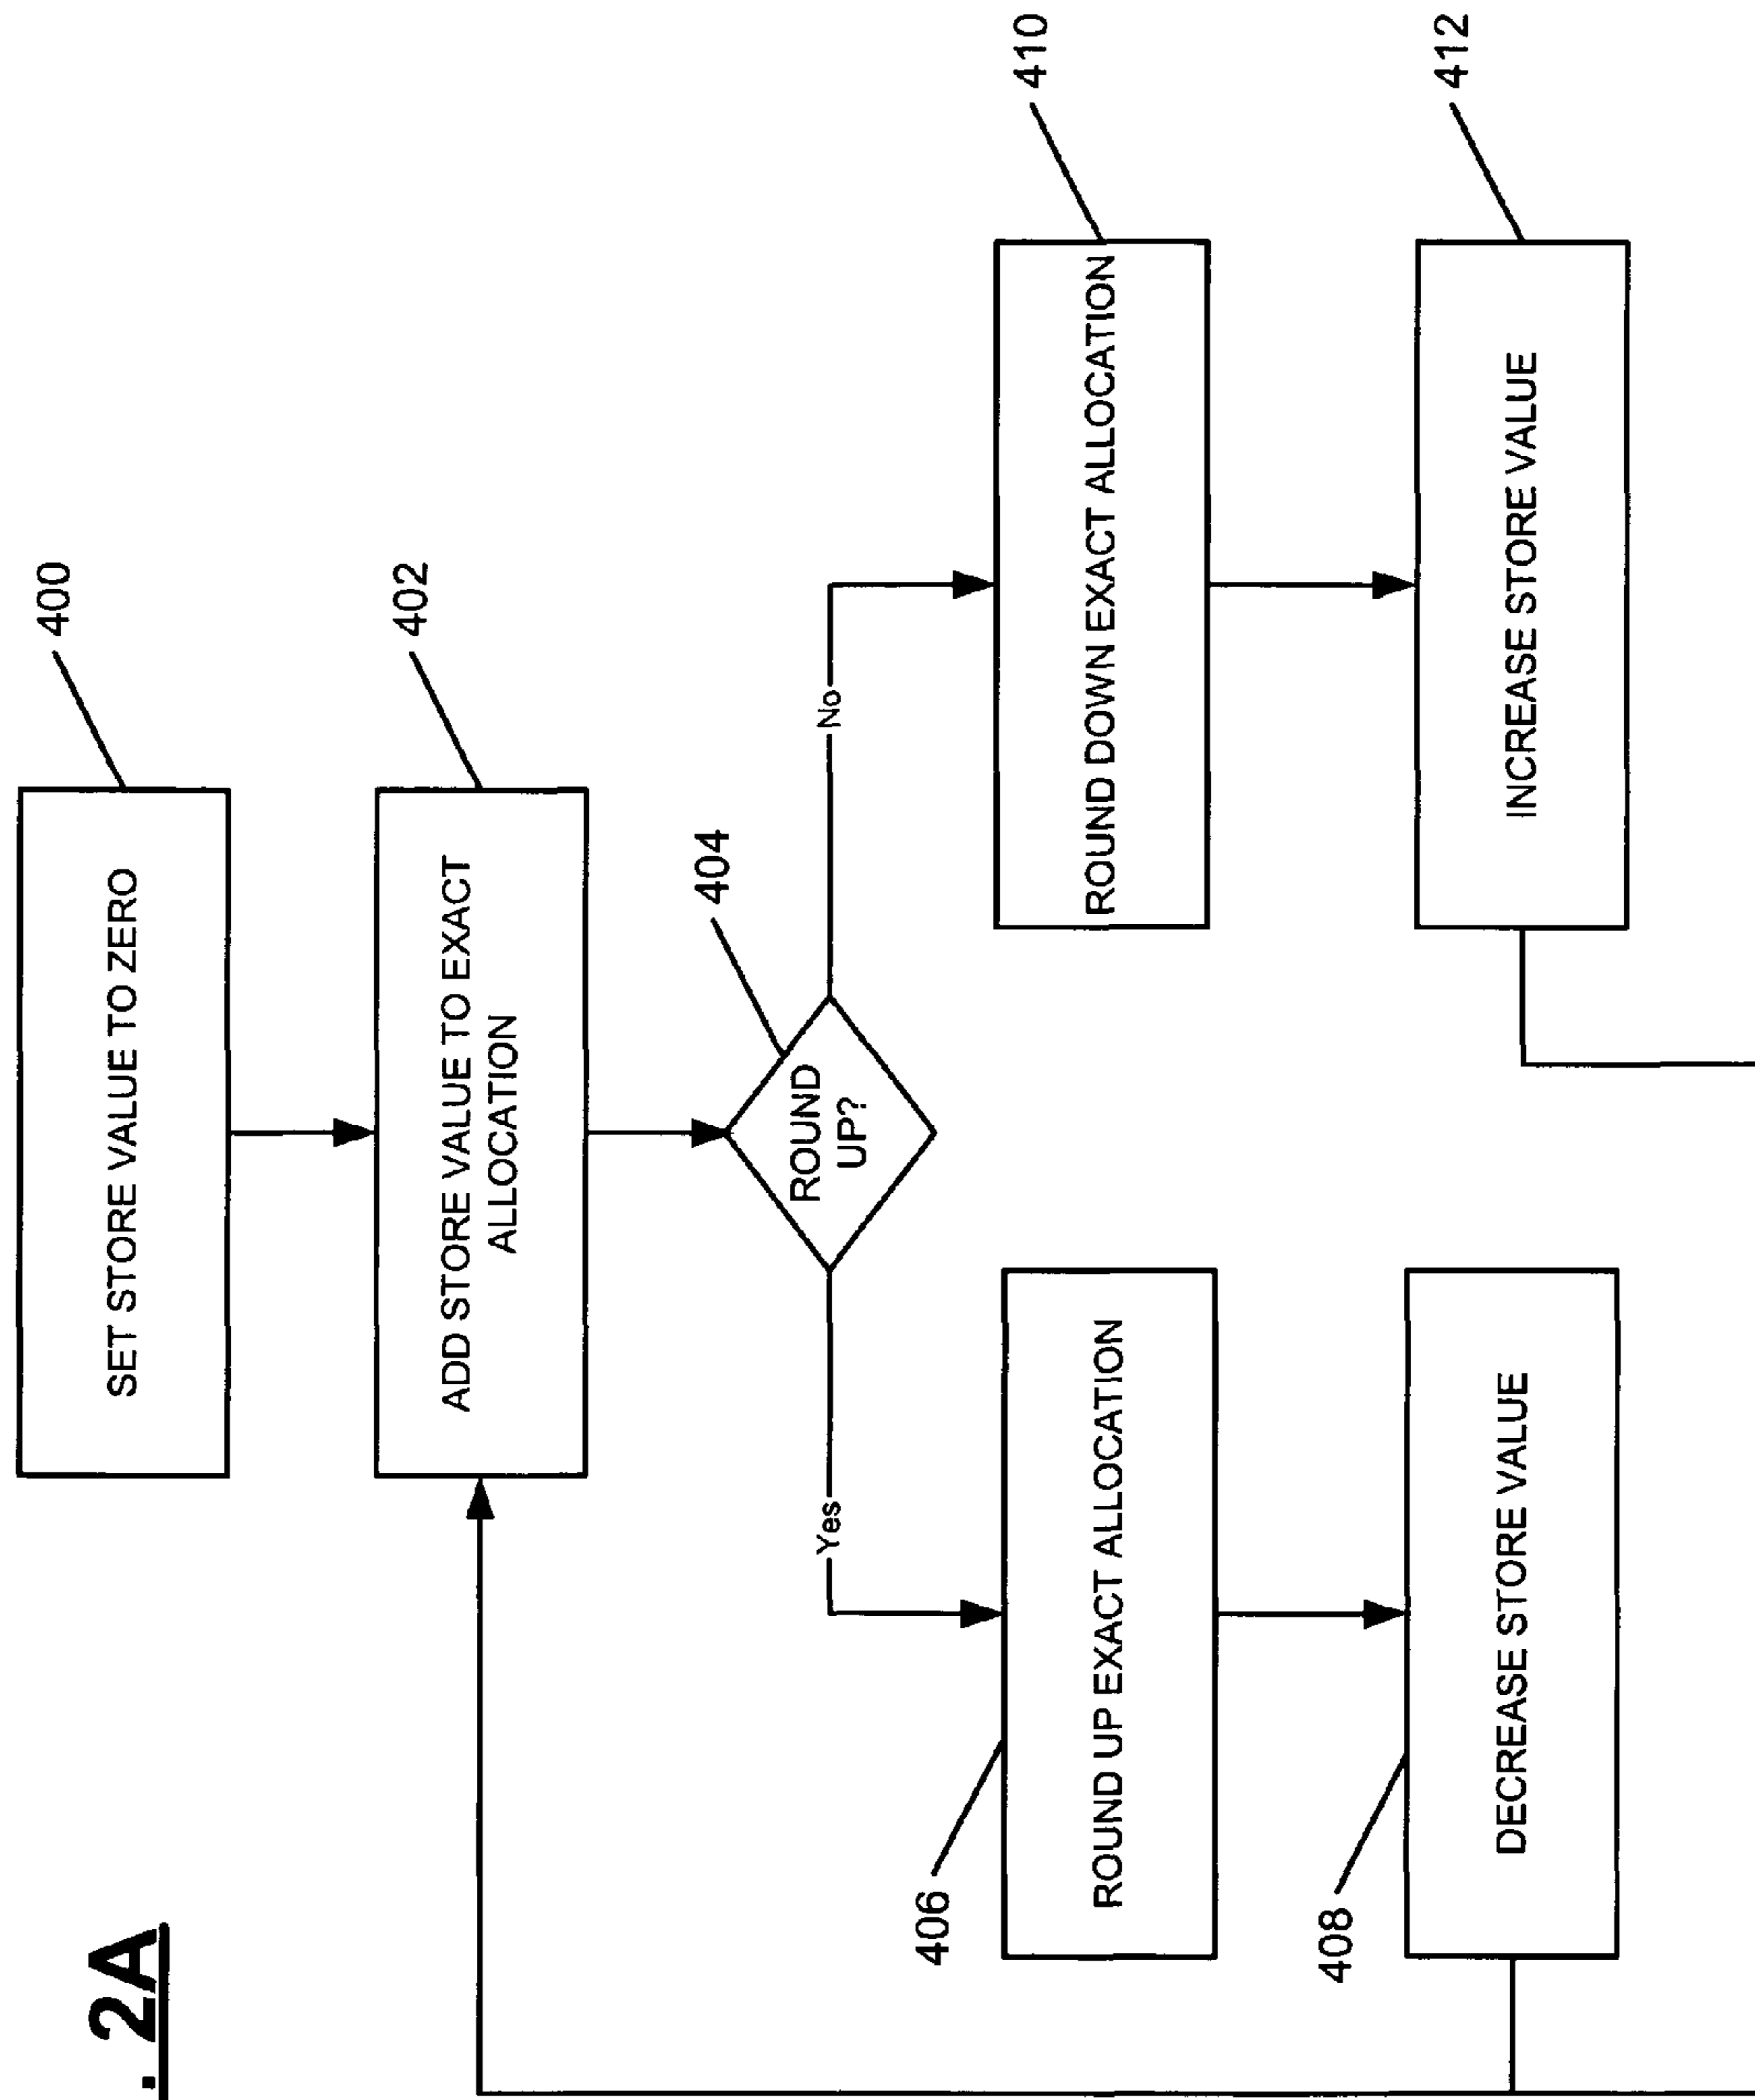 . 2A
SET STORE VALUE TO ZERO
400
ADD STORE VALUE TO EXACT
ALLOCATION
402
ROUND
UP?
404
Yes
No
ROUND UP EXACT ALLOCATION
406
ROUND DOWN EXACT ALLOCATION
410
DECREASE STORE VALUE
408
INCREASE STORE VALUE
412